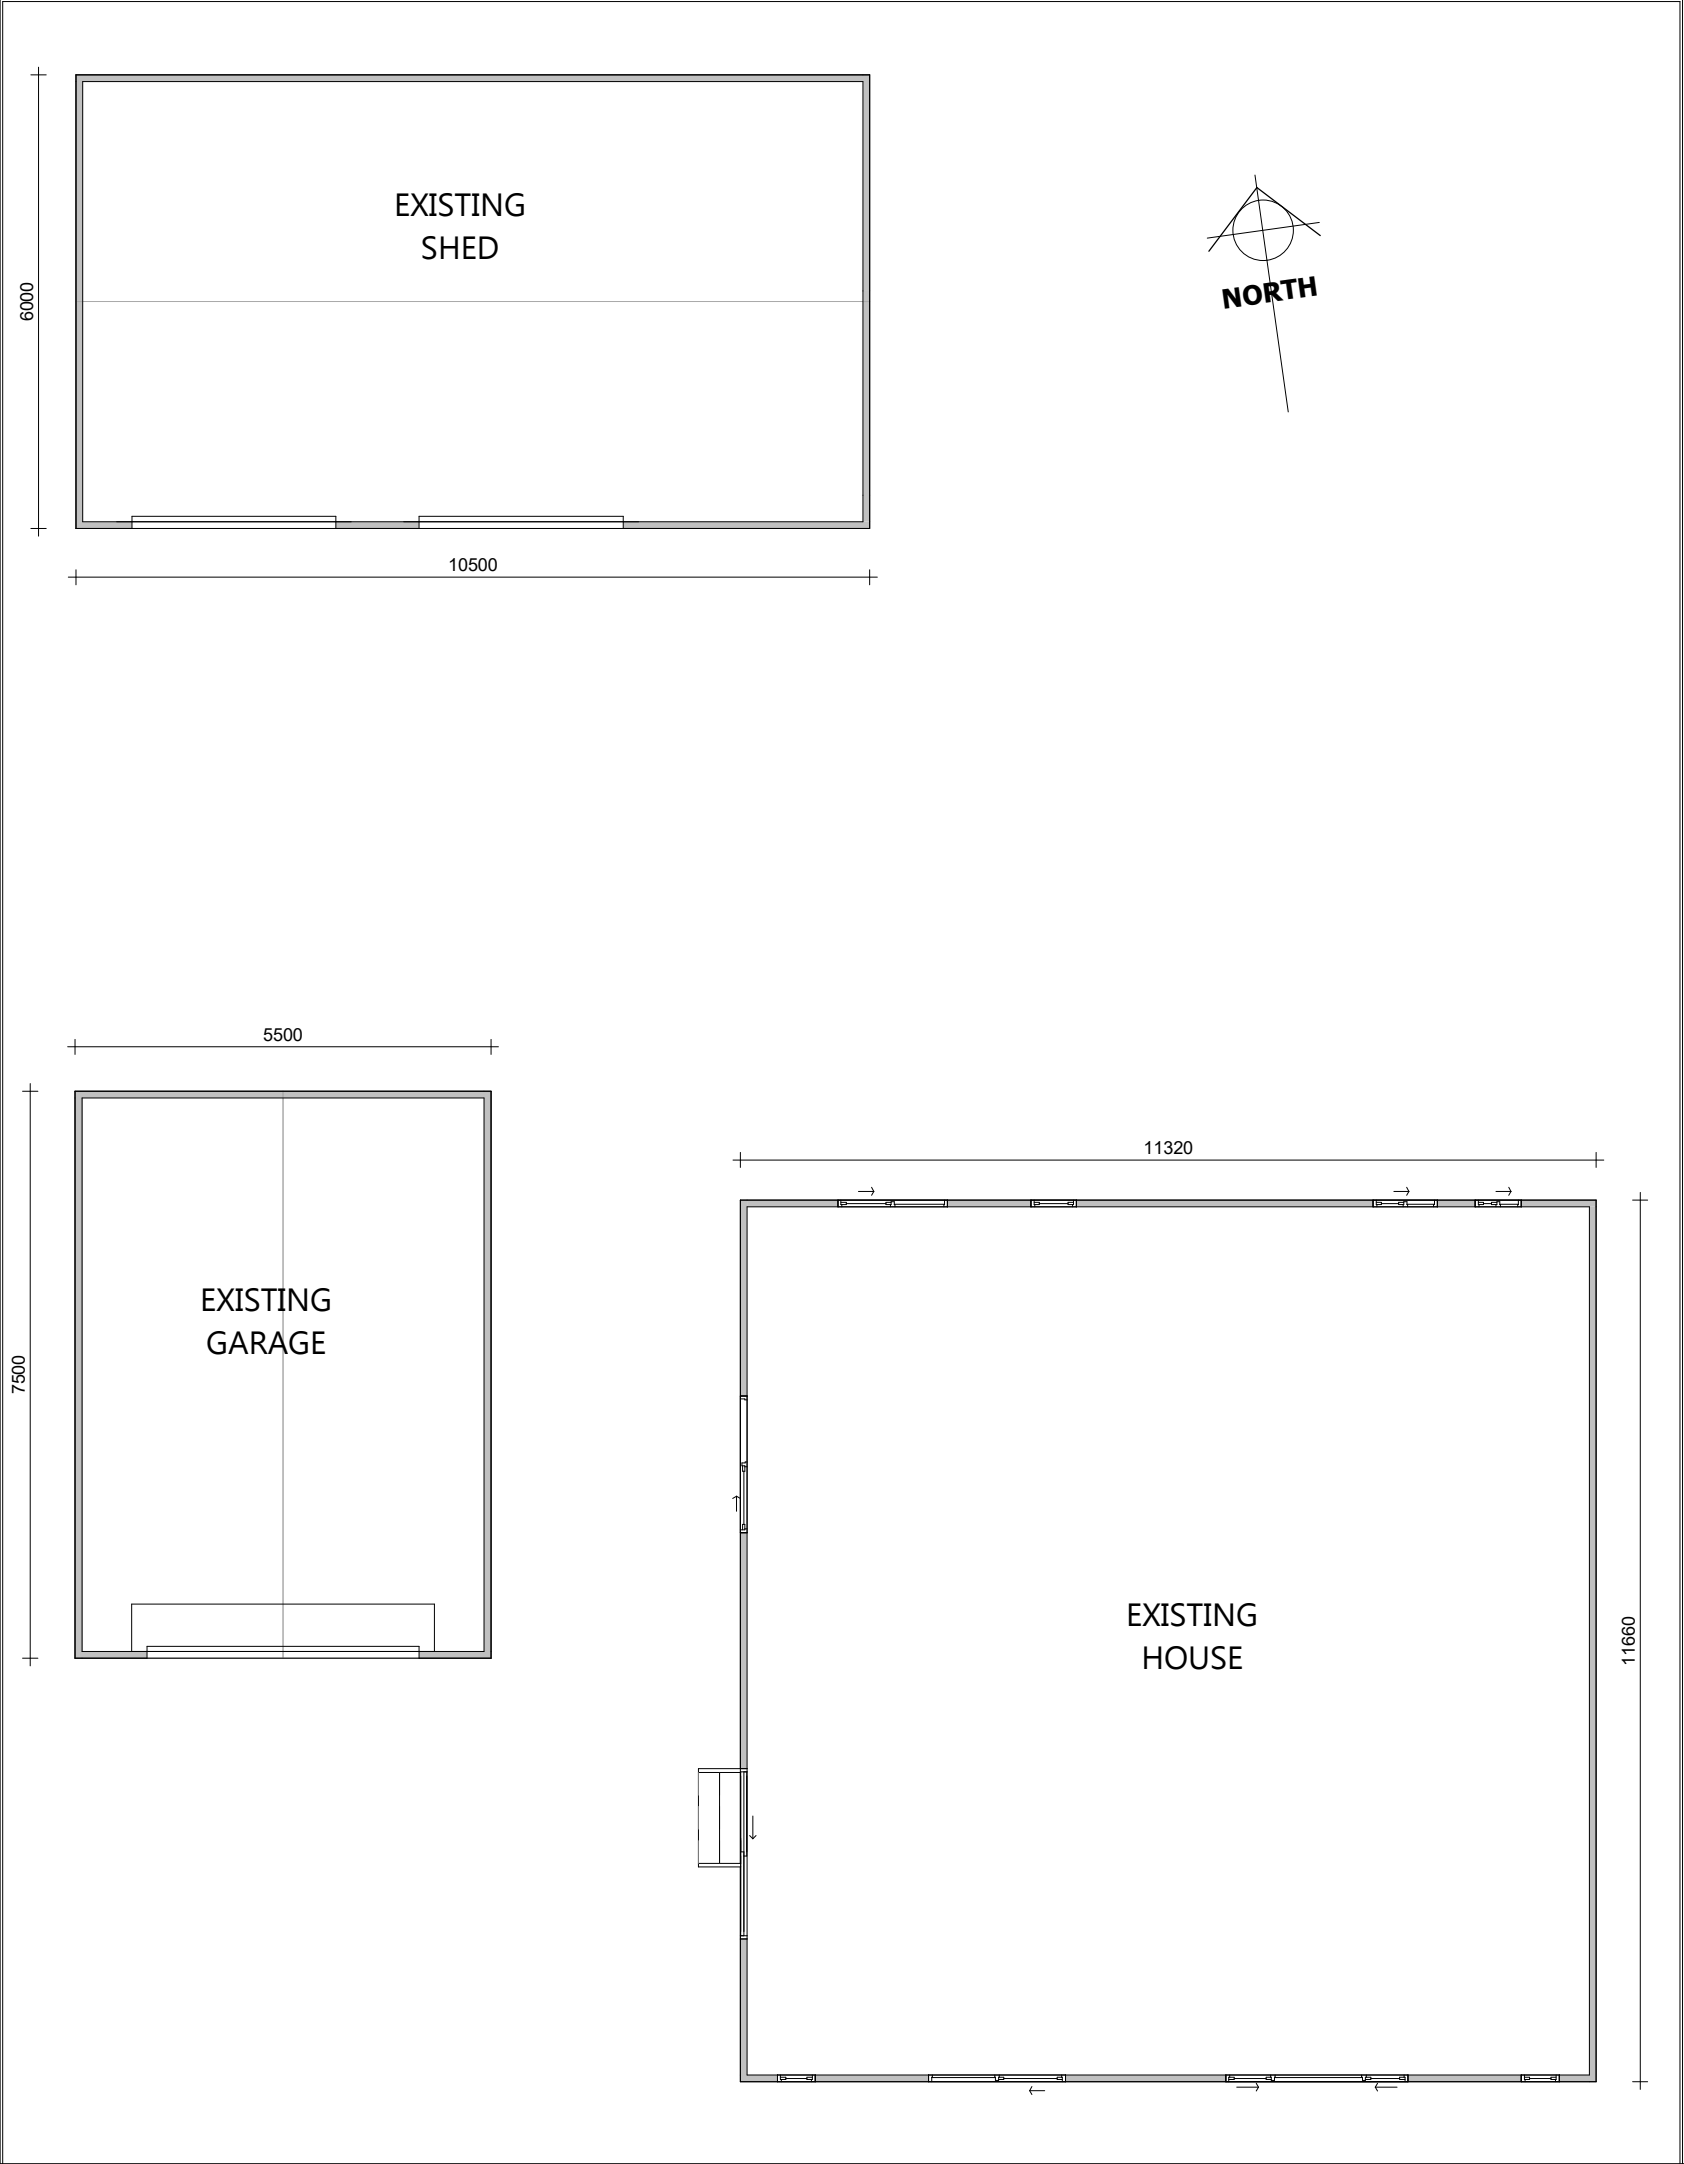 EXISTING
SHED
NORTH
6000
10500
5500
11320
EXISTING
GARAGE
7500
EXISTING
HOUSE
11660